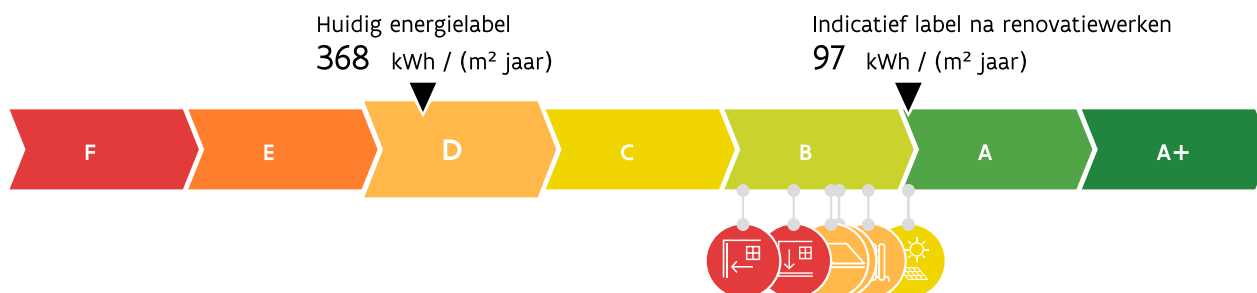 Huidig energielabel
368 kWh / (m² jaar)
Indicatief label na renovatiewerken
97 kWh / (m² jaar)
F E D C B A A+